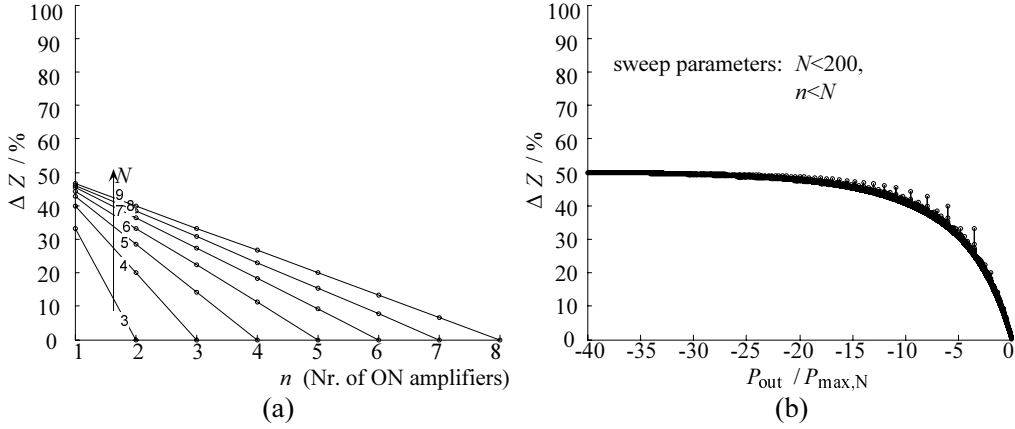 100
90
80
70
60
50
40
30
20
10
0
Δ Z / %
N
9
8
7
6
5
4
3
1 2 3 4 5 6 7 8
n (Nr. of ON amplifiers)
(a)
100
90
80
70
60
50
40
30
20
10
0
Δ Z / %
sweep parameters: N<200,
n<N
-40 -35 -30 -25 -20 -15 -10 -5 0
Pout / Pmax,N
(b)